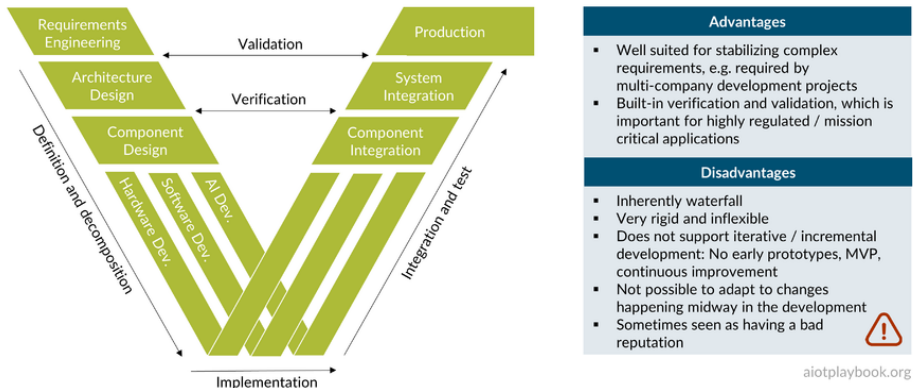 Requirements
Engineering
Validation
Production
Architecture
Design
Verification
System
Integration
Component
Design
Component
Integration
Definition and decomposition
Hardware Dev.
Software Dev.
AI Dev.
Integration and test
Implementation
Advantages
▪ Well suited for stabilizing complex
requirements, e.g. required by
multi-company development projects
▪ Built-in verification and validation, which is
important for highly regulated / mission
critical applications
Disadvantages
▪ Inherently waterfall
▪ Very rigid and inflexible
▪ Does not support iterative / incremental
development: No early prototypes, MVP,
continuous improvement
▪ Not possible to adapt to changes
happening midway in the development
▪ Sometimes seen as having a bad
reputation
!
aiotplaybook.org